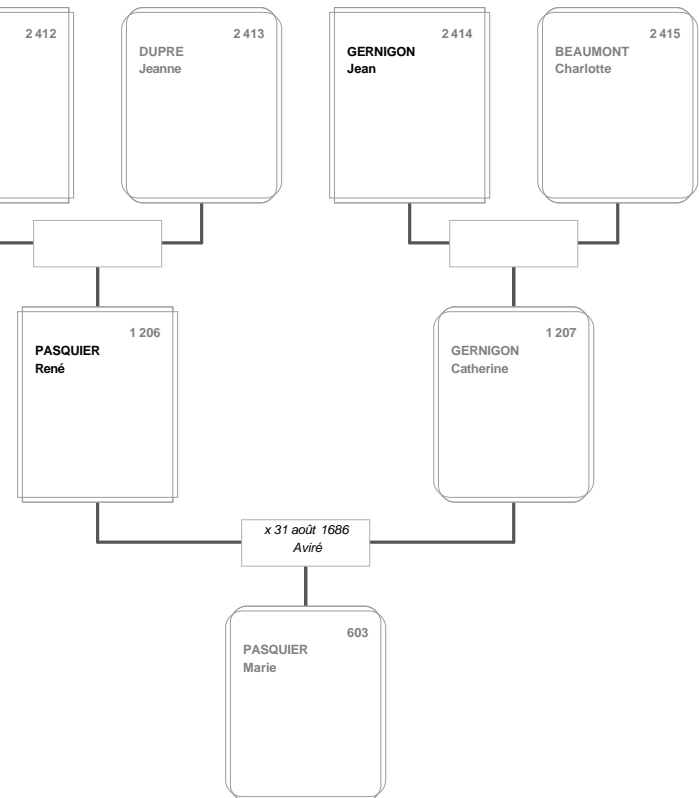 2 412
2 413
DUPRE
Jeanne
2 414
GERNIGON
Jean
2 415
BEAUMONT
Charlotte
1 206
PASQUIER
René
1 207
GERNIGON
Catherine
x 31 août 1686
Aviré
603
PASQUIER
Marie